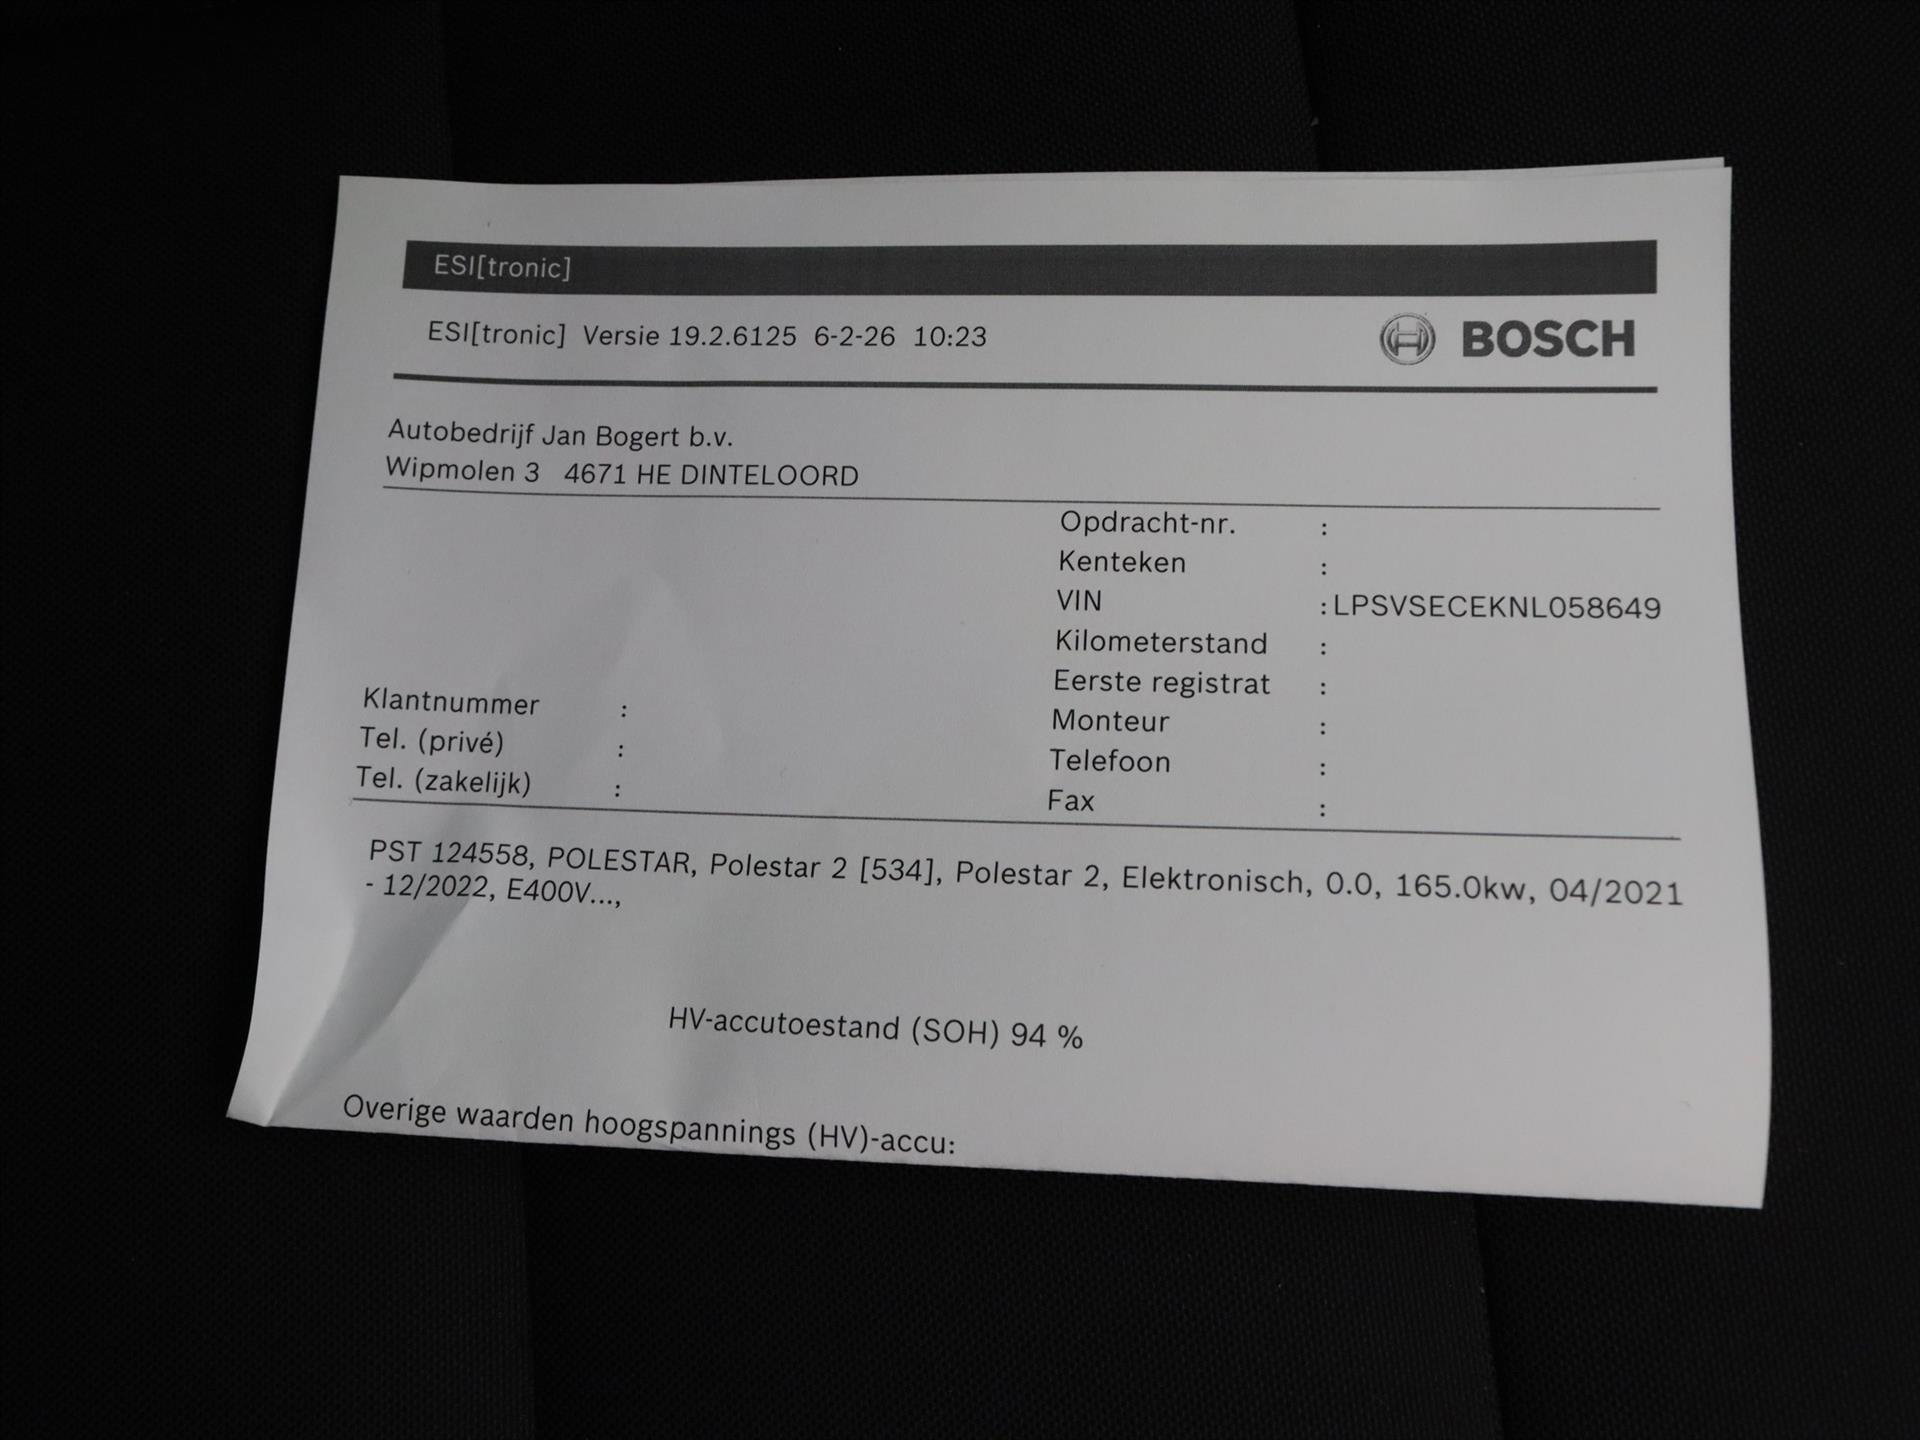 ESI[tronic]
ESI[tronic] Versie 19.2.6125 6-2-26 10:23
BOSCH
Autobedrijf Jan Bogert b.v.
Wipmolen 3 4671 HE DINTELOORD
Opdracht-nr. :
Kenteken :
VIN :LPSVSECEKNL058649
Kilometerstand :
Eerste registrat :
Monteur :
Telefoon :
Fax :
Klantnummer :
Tel. (privé) :
Tel. (zakelijk) :
PST 124558, POLESTAR, Polestar 2 [534], Polestar 2, Elektronisch, 0.0, 165.0kw, 04/2021
- 12/2022, E400V...,
HV-accutoestand (SOH) 94 %
Overige waarden hoogspannings (HV)-accu: